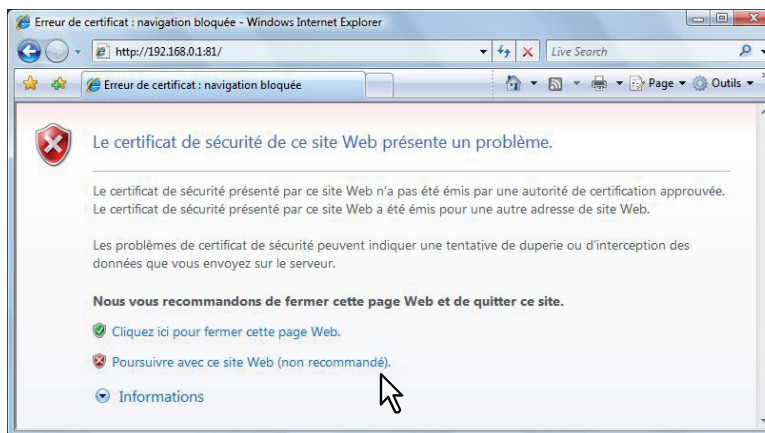 Erreur de certificat : navigation bloquée - Windows Internet Explorer
http://192.168.0.1:81/
Live Search
Erreur de certificat : navigation bloquée
Page
Outils
Le certificat de sécurité de ce site Web présente un problème.
Le certificat de sécurité présenté par ce site Web n'a pas été émis par une autorité de certification approuvée.
Le certificat de sécurité présenté par ce site Web a été émis pour une autre adresse de site Web.
Les problèmes de certificat de sécurité peuvent indiquer une tentative de duperie ou d'interception des
données que vous envoyez sur le serveur.
Nous vous recommandons de fermer cette page Web et de quitter ce site.
Cliquez ici pour fermer cette page Web.
Poursuivre avec ce site Web (non recommandé).
Informations